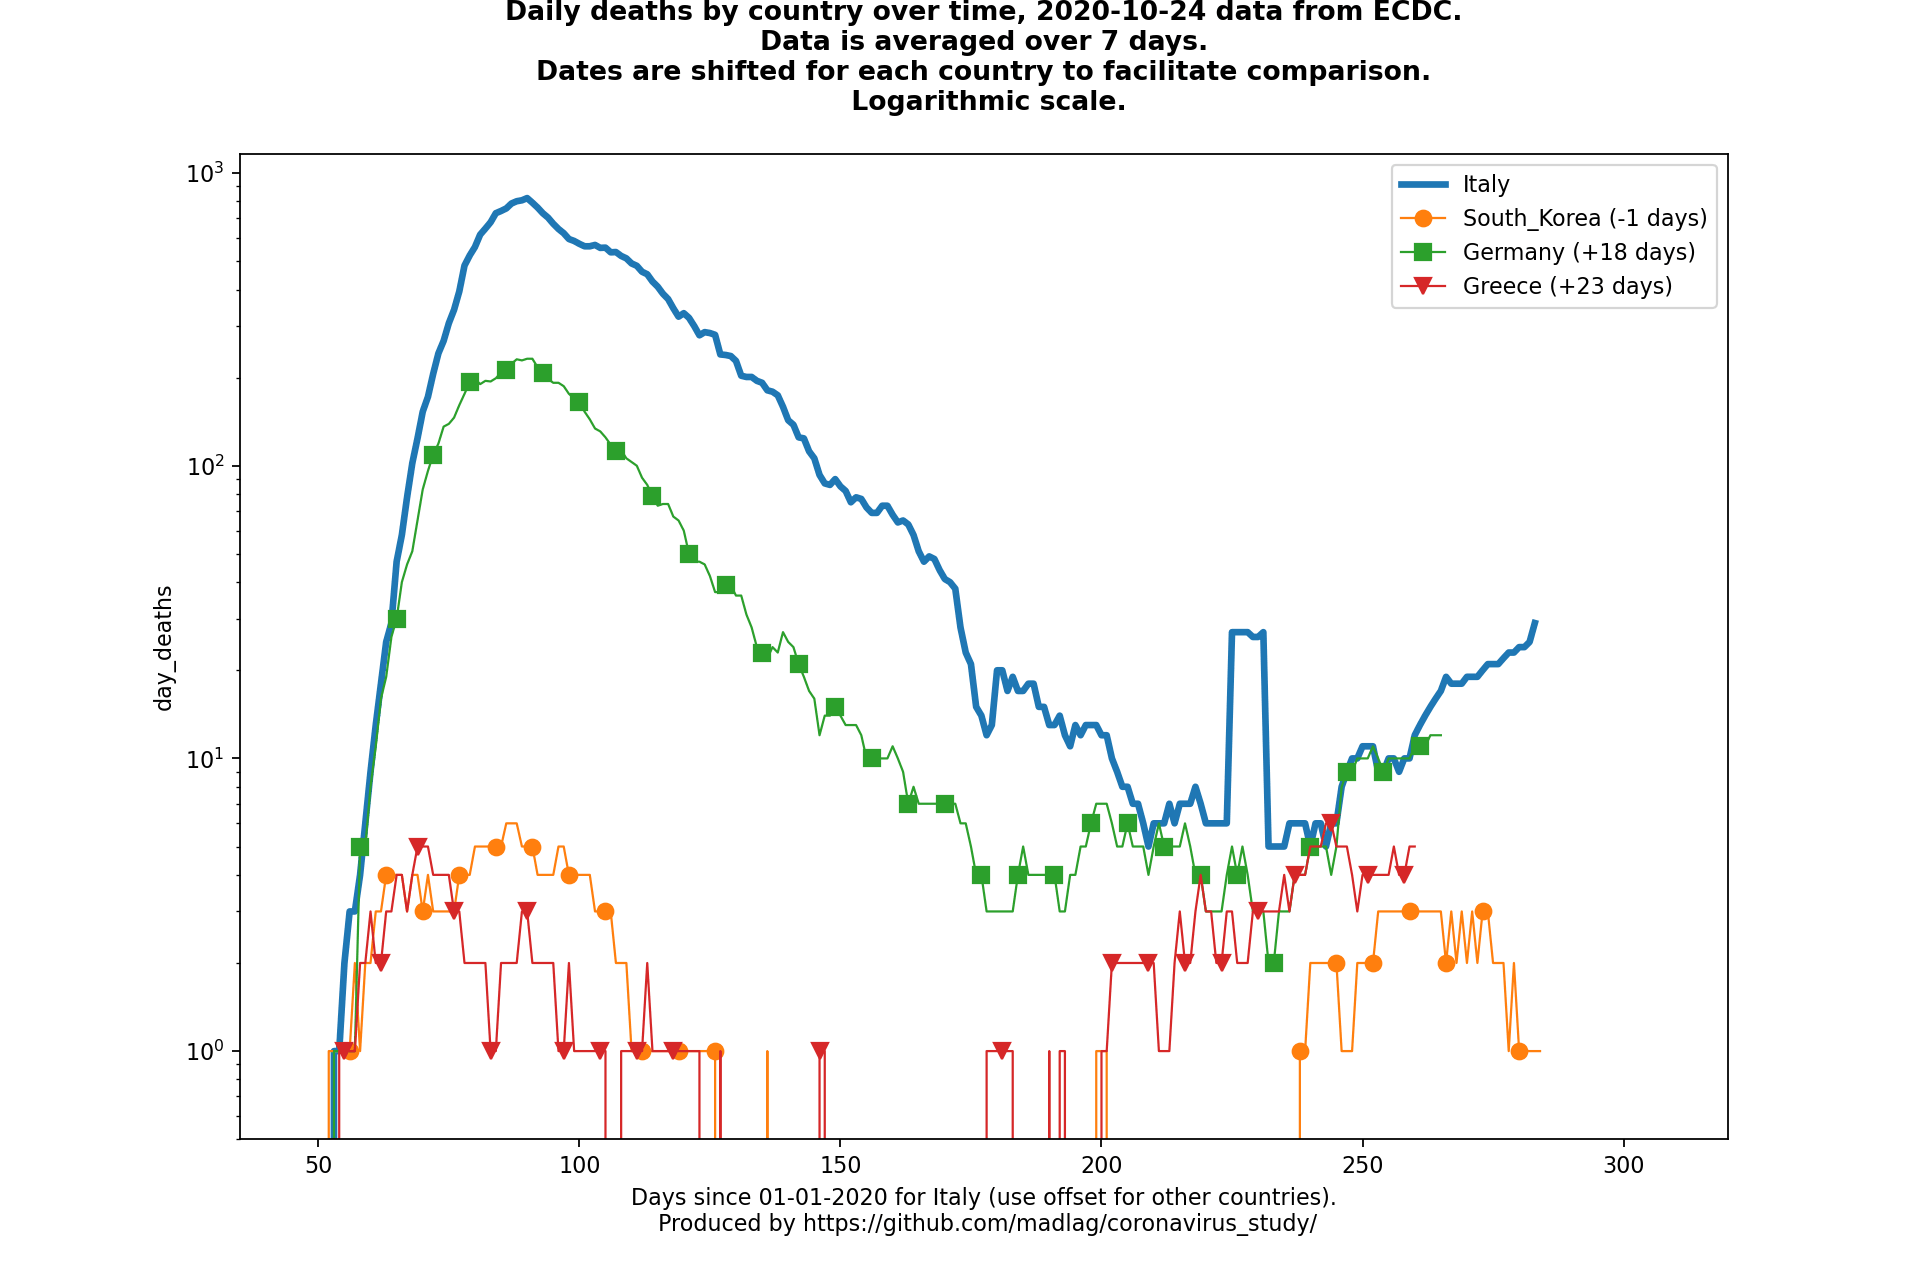 Daily deaths by country over time, 2020-10-24 data from ECDC.
Data is averaged over 7 days.
Dates are shifted for each country to facilitate comparison.
Logarithmic scale.
10³
10²
10¹
10⁰
day_deaths
Italy
South_Korea (-1 days)
Germany (+18 days)
Greece (+23 days)
50 100 150 200 250 300
Days since 01-01-2020 for Italy (use offset for other countries).
Produced by https://github.com/madlag/coronavirus_study/